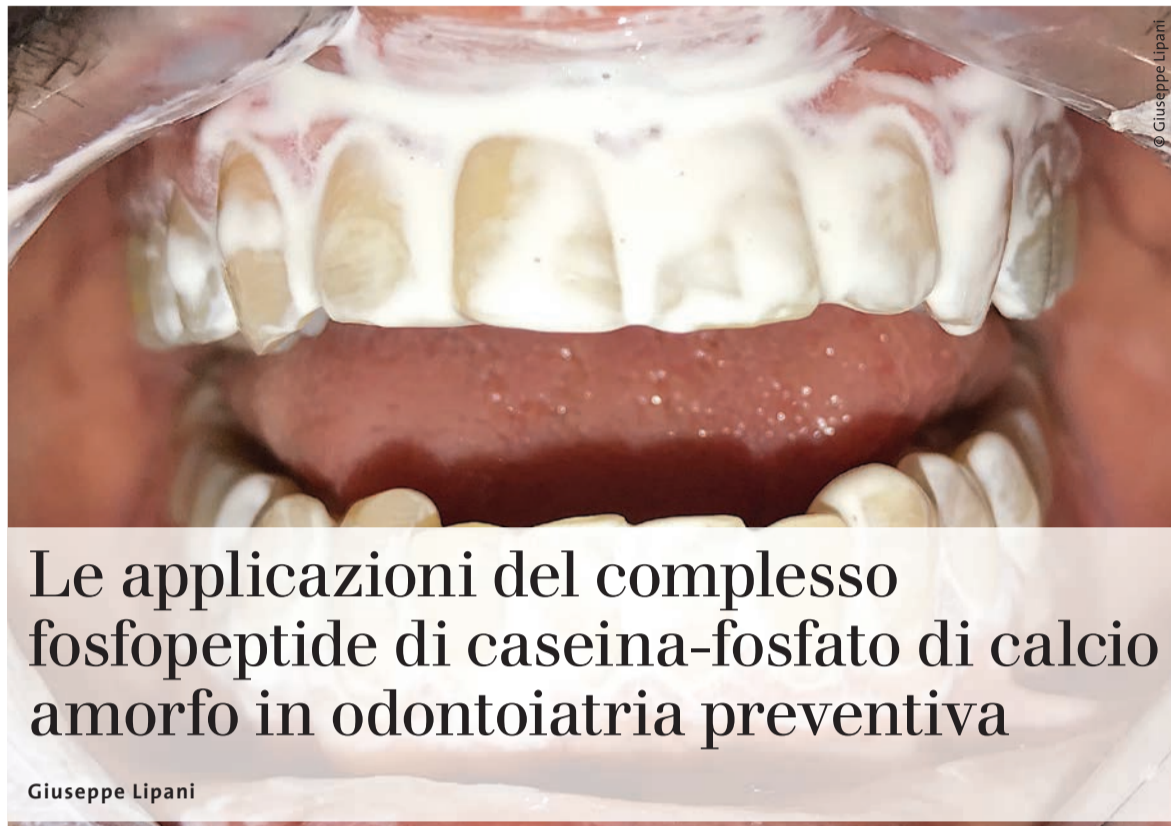 © Giuseppe Lipani
Le applicazioni del complesso
fosfopeptide di caseina-fosfato di calcio
amorfo in odontoiatria preventiva
Giuseppe Lipani